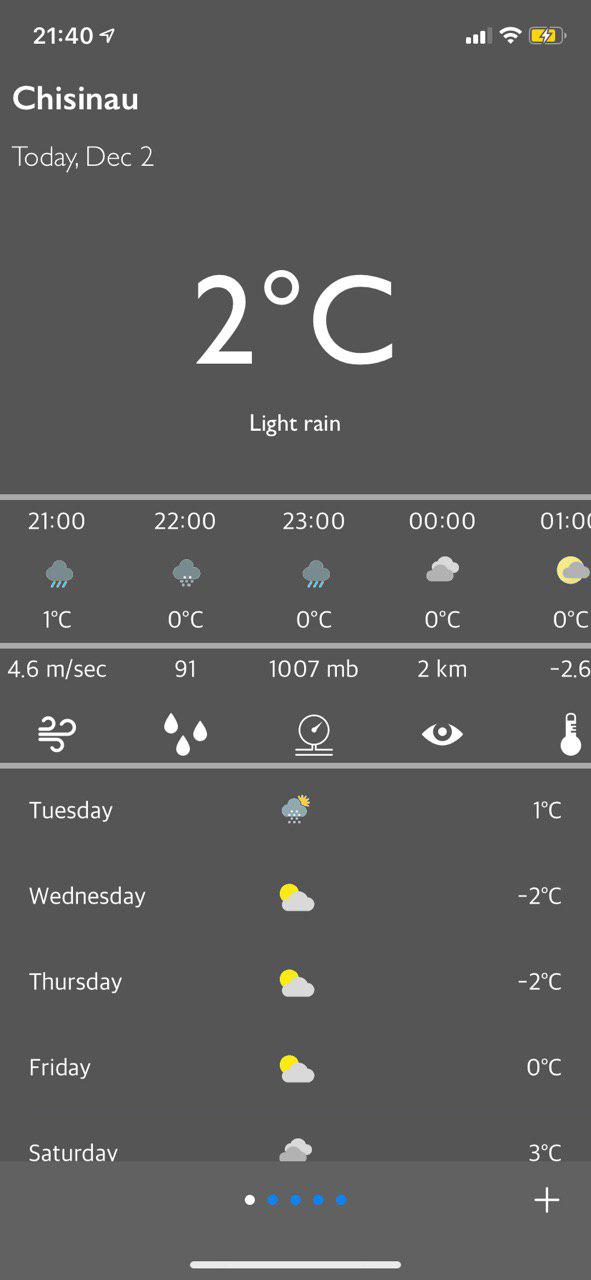 21:40
Chisinau
Today, Dec 2
2°C
Light rain
21:00 22:00 23:00 00:00
1°C 0°C 0°C 0°C 0°C
4.6 m/sec 91 1007 mb 2 km -2.6
Tuesday 1°C
Wednesday -2°C
Thursday -2°C
Friday 0°C
Saturday 3°C